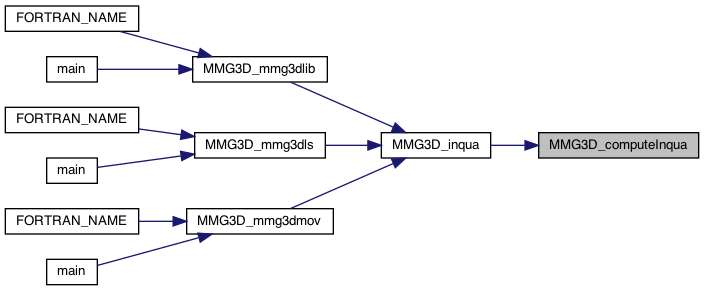 FORTRAN_NAME
main
MMG3D_mmg3dlib
FORTRAN_NAME
main
MMG3D_mmg3dls
MMG3D_inqua
MMG3D_computeInqua
FORTRAN_NAME
main
MMG3D_mmg3dmov